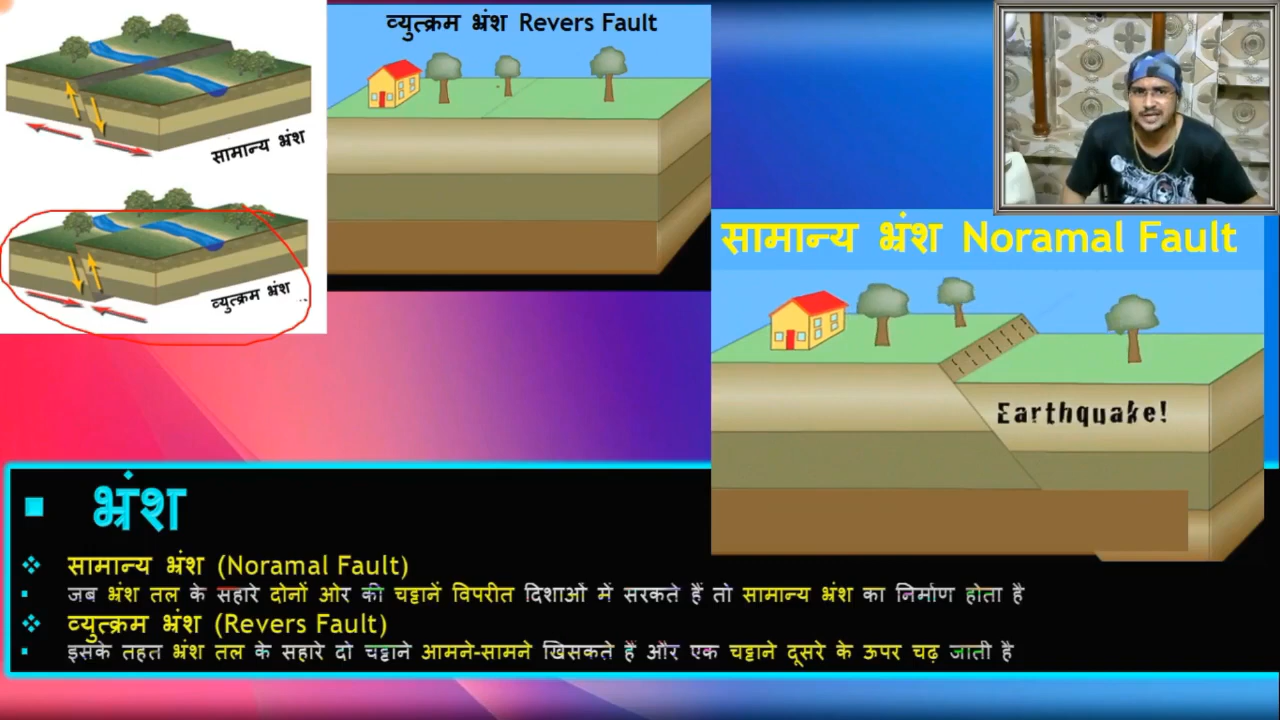 सामान्य भ्रंश
व्युत्क्रम भ्रंश
व्युत्क्रम भ्रंश Revers Fault
सामान्य भ्रंश Noramal Fault
Earthquake!
भ्रंश
सामान्य भ्रंश (Noramal Fault)
जब भ्रंश तल के सहारे दोनों ओर की चट्टानें विपरीत दिशाओं में सरकते हैं तो सामान्य भ्रंश का निर्माण होता है
व्युत्क्रम भ्रंश (Revers Fault)
इसके तहत भ्रंश तल के सहारे दो चट्टाने आमने-सामने खिसकते हैं और एक चट्टाने दूसरे के ऊपर चढ़ जाती है